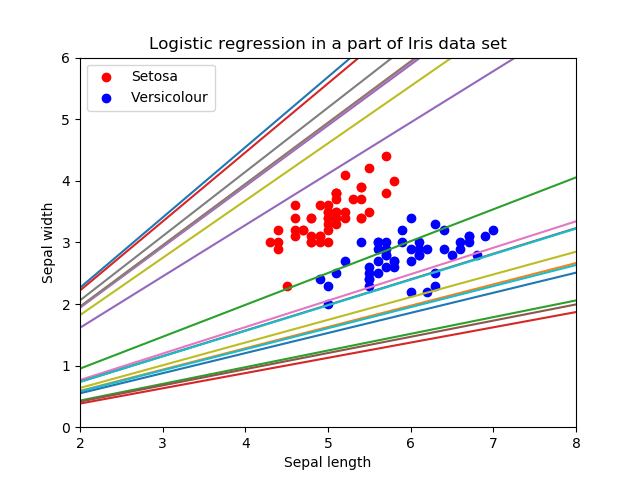 Logistic regression in a part of Iris data set
Setosa
Versicolour
Sepal width
6
5
4
3
2
1
0
2 3 4 5 6 7 8
Sepal length